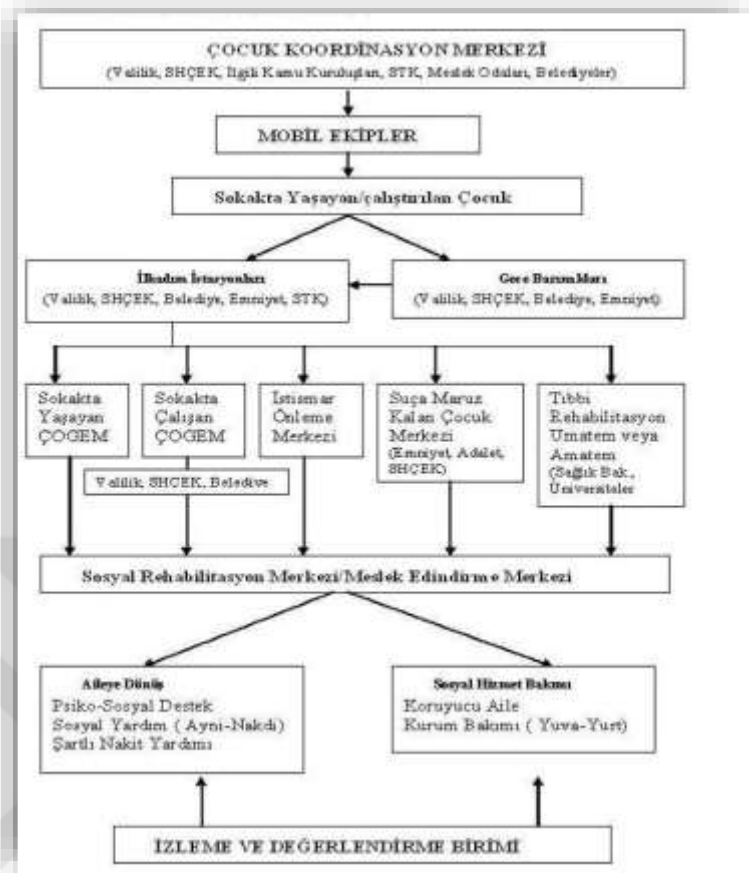 ÇOCUK KOORDİNASYON MERKEZİ
(Valilik, SHÇEK, İlgili Kamu Kuruluşları, STK, Meslek Odaları, Belediyeler)
MOBİL EKİPLER
Sokakta Yaşayan/çalıştırılan Çocuk
İlkadım İstasyonları
(Valilik, SHÇEK, Belediye, Emniyet, STK)
Gece Barınakları
(Valilik, SHÇEK, Belediye, Emniyet)
Sokakta
Yaşayan
ÇOGEM
Sokakta
Çalışan
ÇOGEM
İstismar
Önleme
Merkezi
Suça Maruz
Kalan Çocuk
Merkezi
(Emniyet, Adalet,
SHÇEK)
Tıbbi
Rehabilitasyon
Umatem veya
Amatem
(Sağlık Bak.,
Üniversiteler
Valilik, SHÇEK, Belediye
Sosyal Rehabilitasyon Merkezi/Meslek Edindirme Merkezi
Aileye Dönüş
Psiko-Sosyal Destek
Sosyal Yardım ( Ayni-Nakdi)
Şartlı Nakit Yardımı
Sosyal Hizmet Bakımı
Koruyucu Aile
Kurum Bakımı ( Yuva-Yurt)
İZLEME VE DEĞERLENDİRME BİRİMİ